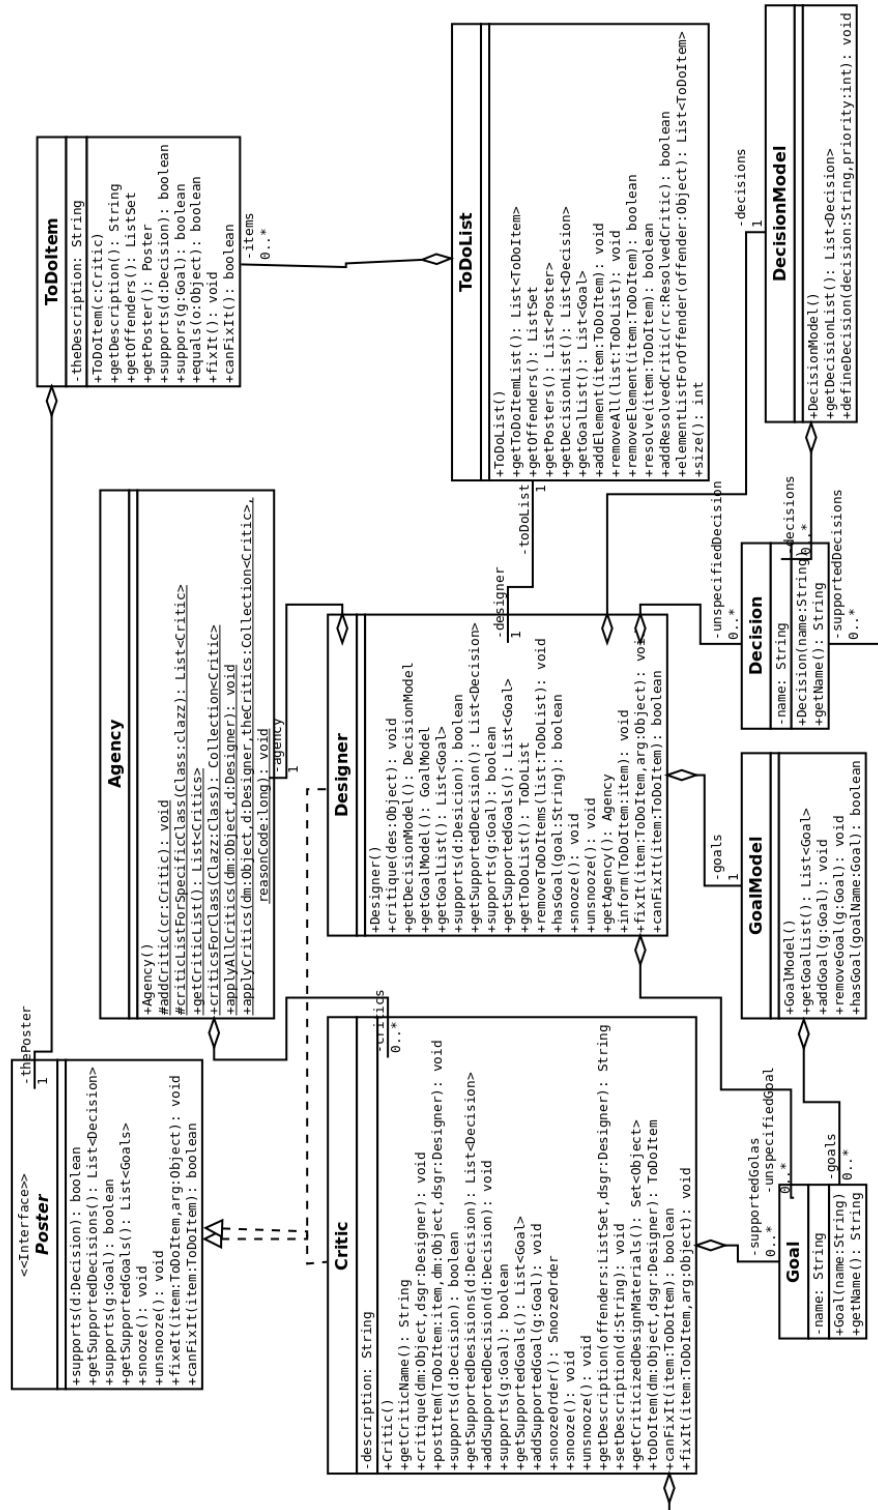 <<Interface>>
Poster
+supports(d:Decision): boolean
+getSupportedDecisions(): List<Decision>
+supports(g:Goal): boolean
+getSupportedGoals(): List<Goals>
+snooze(): void
+unsnooze(): void
+fixeIt(item:ToDoItem,arg:Object): void
+canFixIt(item:ToDoItem): boolean
-thePoster
1
Agency
+Agency()
#addCritic(cr:Critic): void
#criticListForSpecificClass(Class:clazz): List<Critic>
+getCriticList(): List<Critics>
+criticsForClass(Clazz:Class): Collection<Critic>
+applyAllCritics(dm:Object,d:Designer): void
+applyCritics(dm:Object,d:Designer,theCritics:Collection<Critic>,
reasonCode:long): void
-agency
1
ToDoItem
-theDescription: String
+ToDoItem(c:Critic)
+getDescription(): String
+getOffenders(): ListSet
+getPoster(): Poster
+supports(d:Decision): boolean
+suppors(g:Goal): boolean
+equals(o:Object): boolean
+fixIt(): void
+canFixIt(): boolean
-items
0..*
Critic
-description: String
+Critic()
+getCriticName(): String
+critique(dm:Object,dsgr:Designer): void
+postItem(ToDoItem:item,dm:Object,dsgr:Designer): void
+supports(d:Decision): boolean
+getSupportedDesisions(d:Decision): List<Decision>
+addSupportedDecision(d:Decision): void
+supports(g:Goal): boolean
+getSupportedGoals(): List<Goal>
+addSupportedGoal(g:Goal): void
+snoozeOrder(): SnoozeOrder
+snooze(): void
+unsnooze(): void
+getDescription(offenders:ListSet,dsgr:Designer): String
+setDescription(d:String): void
+getCriticizedDesignMaterials(): Set<Object>
+toDoItem(dm:Object,dsgr:Designer): ToDoItem
+canFixIt(item:ToDoItem): boolean
+fixIt(item:ToDoItem,arg:Object): void
-critics
0..*
Designer
+Designer()
+critique(des:Object): void
+getDecisionModel(): DecisionModel
+getGoalModel(): GoalModel
+getGoalList(): List<Goal>
+supports(d:Desicion): boolean
+getSupportedDecision(): List<Decision>
+supports(g:Goal): boolean
+getSupportedGoals(): List<Goal>
+getToDoList(): ToDoList
+removeToDoItems(list:ToDoList): void
+hasGoal(goal:String): boolean
+snooze(): void
+unsnooze(): void
+getAgency(): Agency
+inform(ToDoItem:item): void
+fixIt(item:ToDoItem,arg:Object): void
+canFixIt(item:ToDoItem): boolean
-designer
1
-toDoList
1
ToDoList
+ToDoList()
+getToDoItemList(): List<ToDoItem>
+getOffenders(): ListSet
+getPosters(): List<Poster>
+getDecisionList(): List<Decision>
+getGoalList(): List<Goal>
+addElement(item:ToDoItem): void
+removeAll(list:ToDoList): void
+removeElement(item:ToDoItem): boolean
+resolve(item:ToDoItem): boolean
+addResolvedCritic(rc:ResolvedCritic): boolean
+elementListForOffender(offender:Object): List<ToDoItem>
+size(): int
-supportedGolas
0..*
-unspecifiedGoal
0..*
-goals
1
-unspecifiedDecision
0..*
-decisions
1
Goal
-name: String
+Goal(name:String)
+getName(): String
-goals
0..*
GoalModel
+GoalModel()
+getGoalList(): List<Goal>
+addGoal(g:Goal): void
+removeGoal(g:Goal): void
+hasGoal(goalName:Goal): boolean
Decision
-name: String
+Decision(name:String)
+getName(): String
-decisions
0..*
-supportedDecisions
0..*
DecisionModel
+DecisionModel()
+getDecisionList(): List<Decision>
+defineDecision(decision:String,priority:int): void